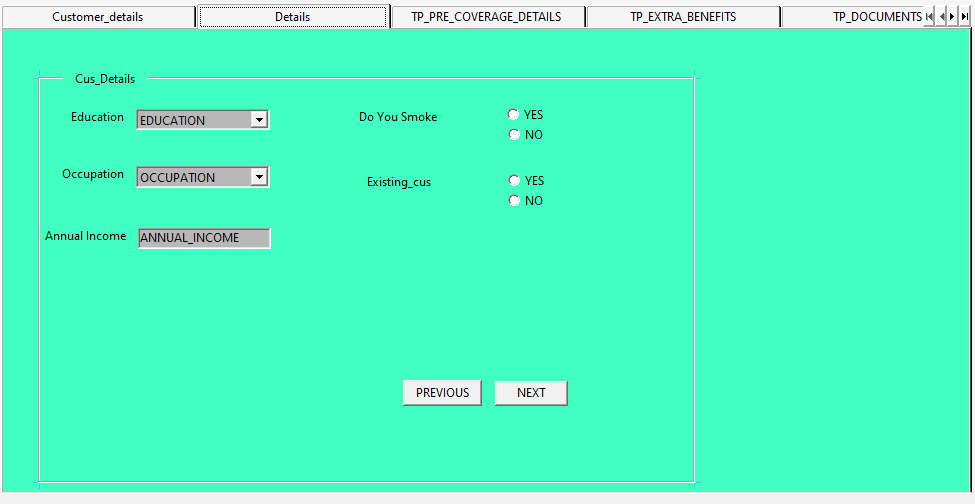 Customer_details Details TP_PRE_COVERAGE_DETAILS TP_EXTRA_BENEFITS TP_DOCUMENTS
Cus_Details
Education EDUCATION Do You Smoke YES
NO
Occupation OCCUPATION Existing_cus YES
NO
Annual Income ANNUAL_INCOME
PREVIOUS NEXT